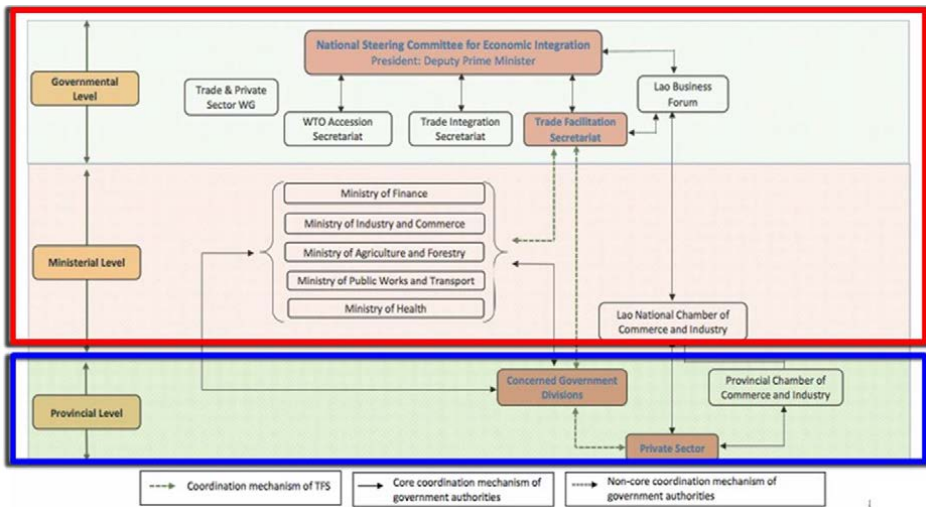 National Steering Committee for Economic Integration
President: Deputy Prime Minister
Governmental
Level
Trade & Private
Sector WG
Lao Business
Forum
WTO Accession
Secretariat
Trade Integration
Secretariat
Trade Facilitation
Secretariat
Ministry of Finance
Ministry of Industry and Commerce
Ministerial Level
Ministry of Agriculture and Forestry
Ministry of Public Works and Transport
Ministry of Health
Lao National Chamber of
Commerce and Industry
Provincial Level
Concerned Government
Divisions
Provincial Chamber of
Commerce and Industry
Private Sector
Coordination mechanism of TFS
Core coordination mechanism of
government authorities
Non-core coordination mechanism of
government authorities